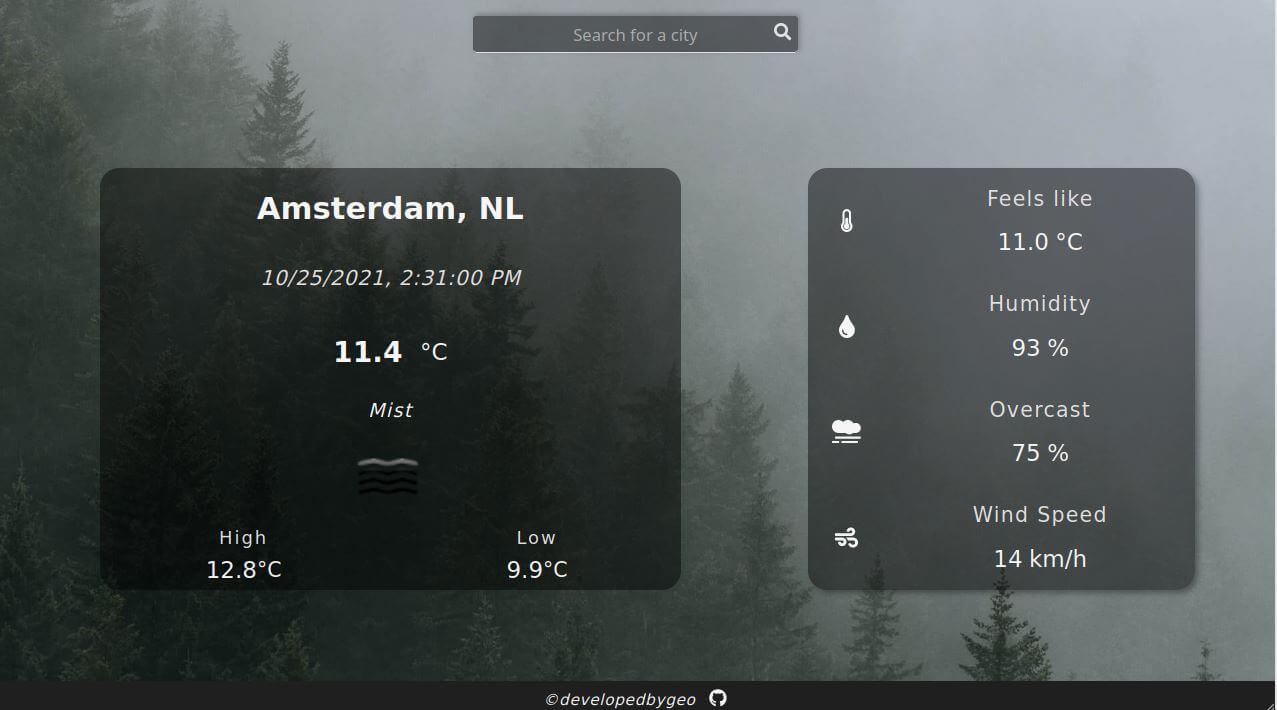 Search for a city
Amsterdam, NL
10/25/2021, 2:31:00 PM
11.4 °C
Mist
High
12.8°C
Low
9.9°C
Feels like
11.0 °C
Humidity
93 %
Overcast
75 %
Wind Speed
14 km/h
©developedbygeo